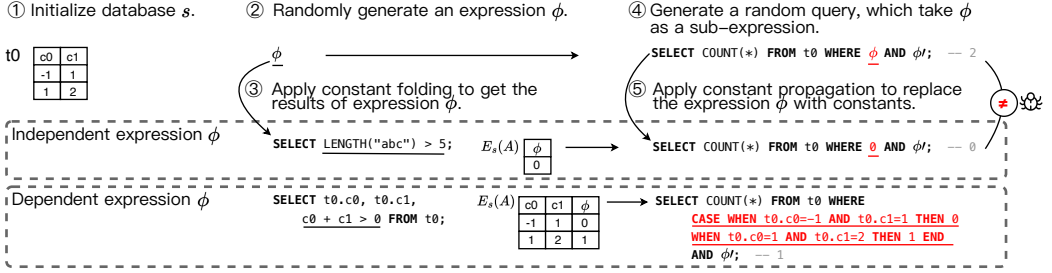 ① Initialize database s.
② Randomly generate an expression ϕ.
④ Generate a random query, which take ϕ
as a sub-expression.
t0
c0 c1
-1 1
1 2
ϕ
SELECT COUNT(*) FROM t0 WHERE ϕ AND ϕ′; -- 2
③ Apply constant folding to get the
results of expression ϕ.
⑤ Apply constant propagation to replace
the expression ϕ with constants.
≠
Independent expression ϕ
SELECT LENGTH("abc") > 5;
E_s(A)
ϕ
0
SELECT COUNT(*) FROM t0 WHERE 0 AND ϕ′; -- 0
Dependent expression ϕ
SELECT t0.c0, t0.c1,
c0 + c1 > 0 FROM t0;
E_s(A)
c0 c1 ϕ
-1 1 0
1 2 1
SELECT COUNT(*) FROM t0 WHERE
CASE WHEN t0.c0=-1 AND t0.c1=1 THEN 0
WHEN t0.c0=1 AND t0.c1=2 THEN 1 END
AND ϕ′; -- 1